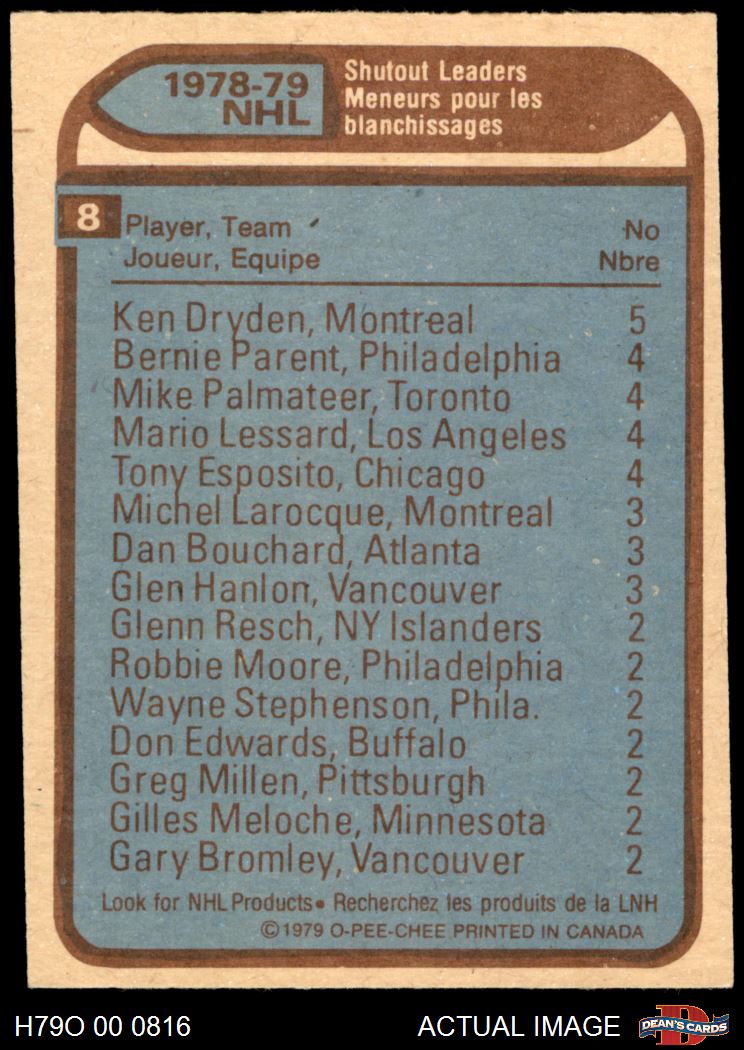 1978-79
NHL
Shutout Leaders
Meneurs pour les
blanchissages
8
Player, Team No
Joueur, Equipe Nbre
Ken Dryden, Montreal 5
Bernie Parent, Philadelphia 4
Mike Palmateer, Toronto 4
Mario Lessard, Los Angeles 4
Tony Esposito, Chicago 4
Michel Larocque, Montreal 3
Dan Bouchard, Atlanta 3
Glen Hanlon, Vancouver 3
Glenn Resch, NY Islanders 2
Robbie Moore, Philadelphia 2
Wayne Stephenson, Phila. 2
Don Edwards, Buffalo 2
Greg Millen, Pittsburgh 2
Gilles Meloche, Minnesota 2
Gary Bromley, Vancouver 2
Look for NHL Products• Recherchez les produits de la LNH
©1979 O-PEE-CHEE PRINTED IN CANADA
H79O 00 0816 ACTUAL IMAGE
D
DEAN'S CARDS